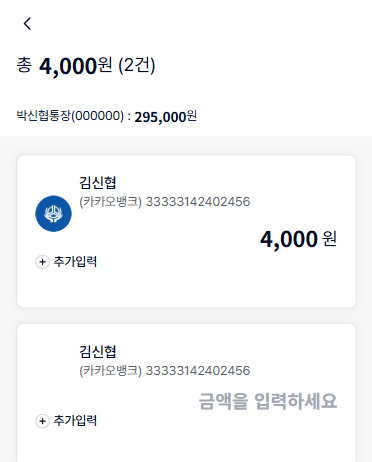 총 4,000원 (2건)
박신협통장(000000) : 295,000원
김신협
(카카오뱅크) 33333142402456
4,000 원
추가입력
김신협
(카카오뱅크) 33333142402456
금액을 입력하세요
추가입력